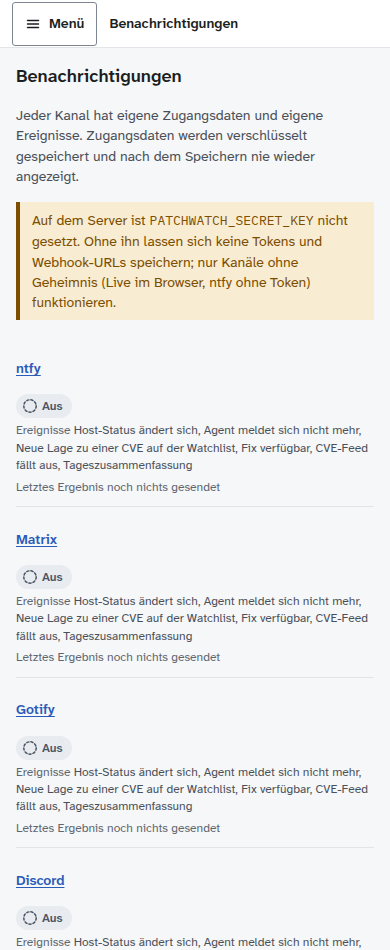 Menü
Benachrichtigungen
Benachrichtigungen
Jeder Kanal hat eigene Zugangsdaten und eigene
Ereignisse. Zugangsdaten werden verschlüsselt
gespeichert und nach dem Speichern nie wieder
angezeigt.
Auf dem Server ist PATCHWATCH_SECRET_KEY nicht
gesetzt. Ohne ihn lassen sich keine Tokens und
Webhook-URLs speichern; nur Kanäle ohne
Geheimnis (Live im Browser, ntfy ohne Token)
funktionieren.
ntfy
Aus
Ereignisse Host-Status ändert sich, Agent meldet sich nicht mehr,
Neue Lage zu einer CVE auf der Watchlist, Fix verfügbar, CVE-Feed
fällt aus, Tageszusammenfassung
Letztes Ergebnis noch nichts gesendet
Matrix
Aus
Ereignisse Host-Status ändert sich, Agent meldet sich nicht mehr,
Neue Lage zu einer CVE auf der Watchlist, Fix verfügbar, CVE-Feed
fällt aus, Tageszusammenfassung
Letztes Ergebnis noch nichts gesendet
Gotify
Aus
Ereignisse Host-Status ändert sich, Agent meldet sich nicht mehr,
Neue Lage zu einer CVE auf der Watchlist, Fix verfügbar, CVE-Feed
fällt aus, Tageszusammenfassung
Letztes Ergebnis noch nichts gesendet
Discord
Aus
Ereignisse Host-Status ändert sich, Agent meldet sich nicht mehr,